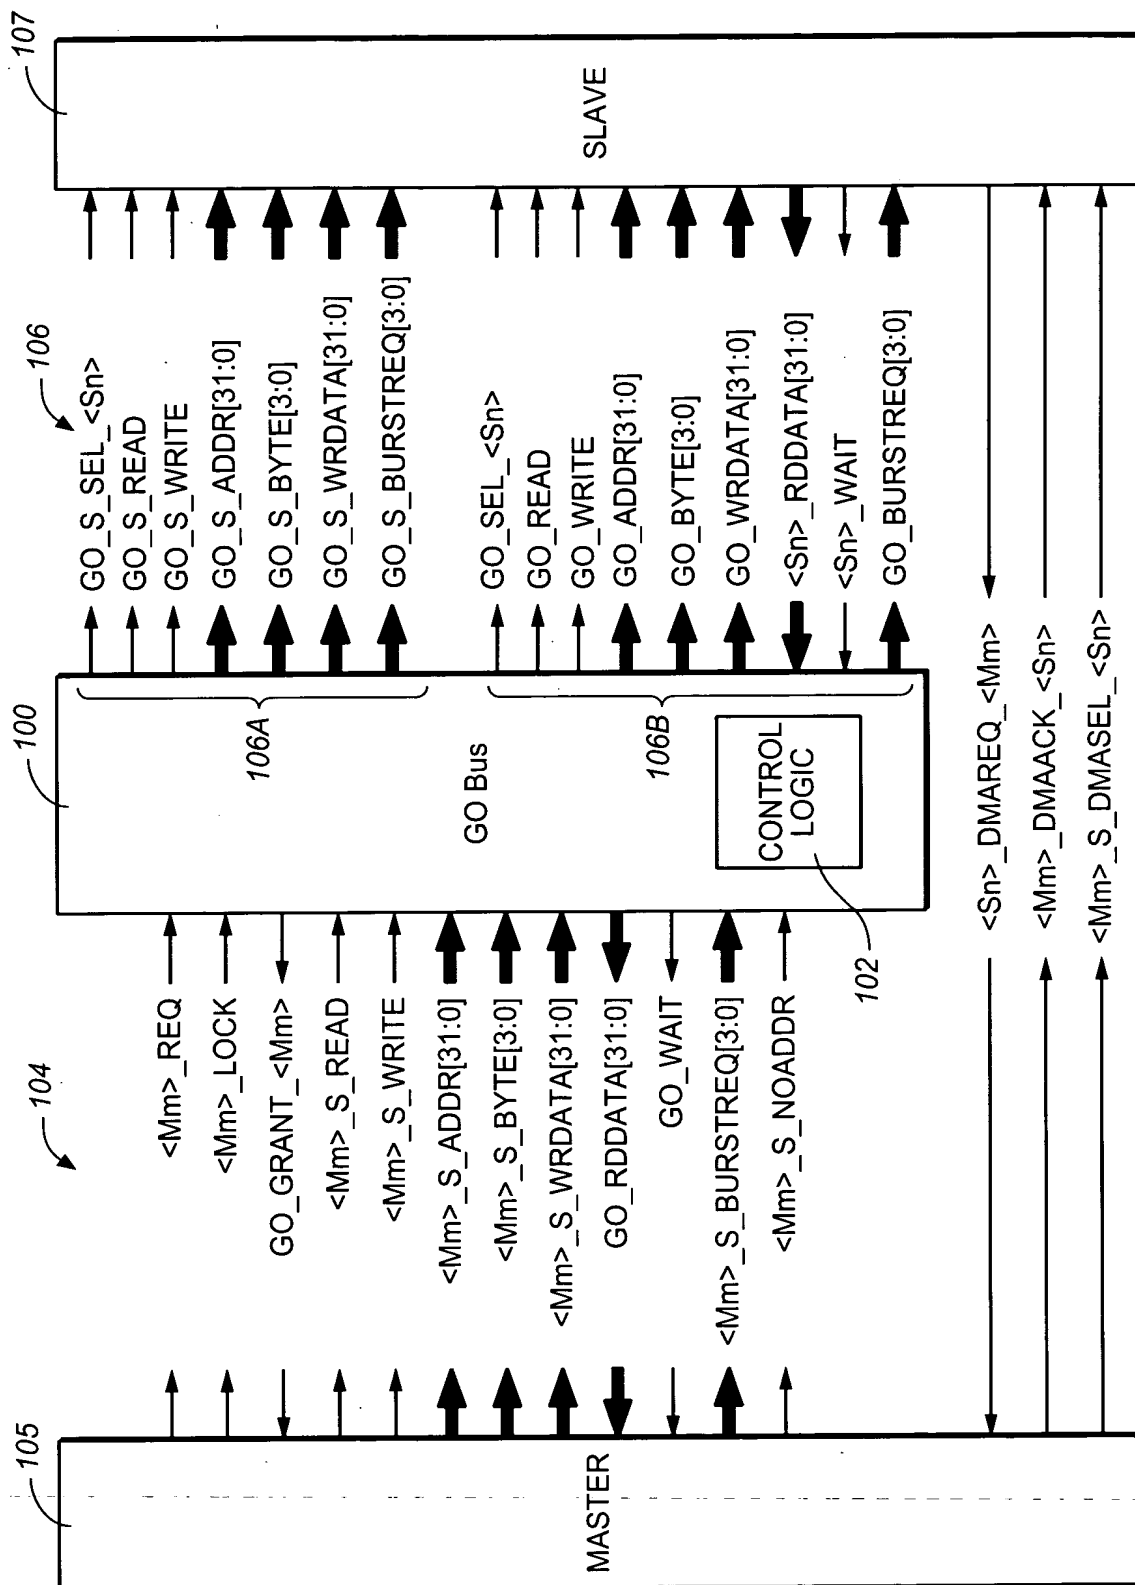 105
MASTER
104
<Mm>_REQ
<Mm>_LOCK
GO_GRANT_<Mm>
<Mm>_S_READ
<Mm>_S_WRITE
<Mm>_S_ADDR[31:0]
<Mm>_S_BYTE[3:0]
<Mm>_S_WRDATA[31:0]
GO_RDDATA[31:0]
GO_WAIT
<Mm>_S_BURSTREQ[3:0]
<Mm>_S_NOADDR
100
GO Bus
106A
106B
CONTROL
LOGIC
102
106
GO_S_SEL_<Sn>
GO_S_READ
GO_S_WRITE
GO_S_ADDR[31:0]
GO_S_BYTE[3:0]
GO_S_WRDATA[31:0]
GO_S_BURSTREQ[3:0]
GO_SEL_<Sn>
GO_READ
GO_WRITE
GO_ADDR[31:0]
GO_BYTE[3:0]
GO_WRDATA[31:0]
<Sn>_RDDATA[31:0]
<Sn>_WAIT
GO_BURSTREQ[3:0]
<Sn>_DMAREQ_<Mm>
<Mm>_DMAACK_<Sn>
<Mm>_S_DMASEL_<Sn>
107
SLAVE